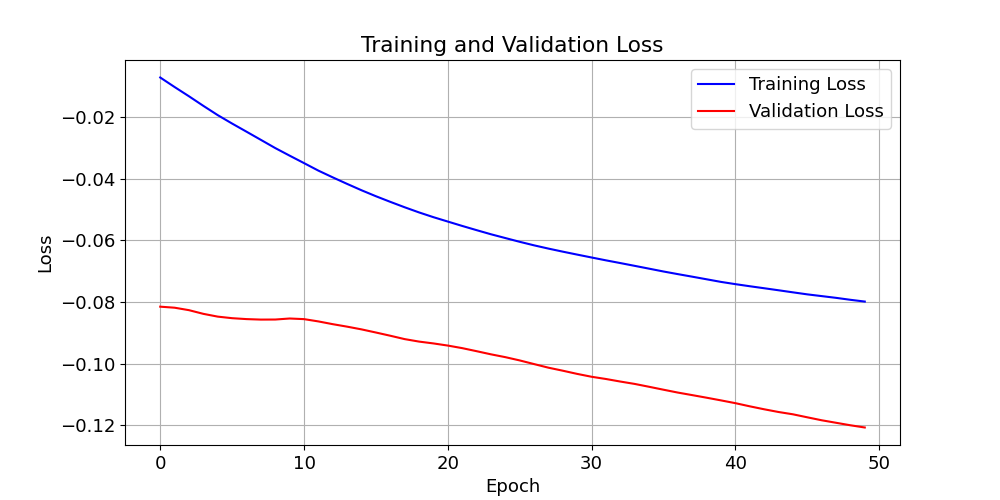 Training and Validation Loss
Training Loss
Validation Loss
−0.02
−0.04
−0.06
−0.08
−0.10
−0.12
Loss
0 10 20 30 40 50
Epoch